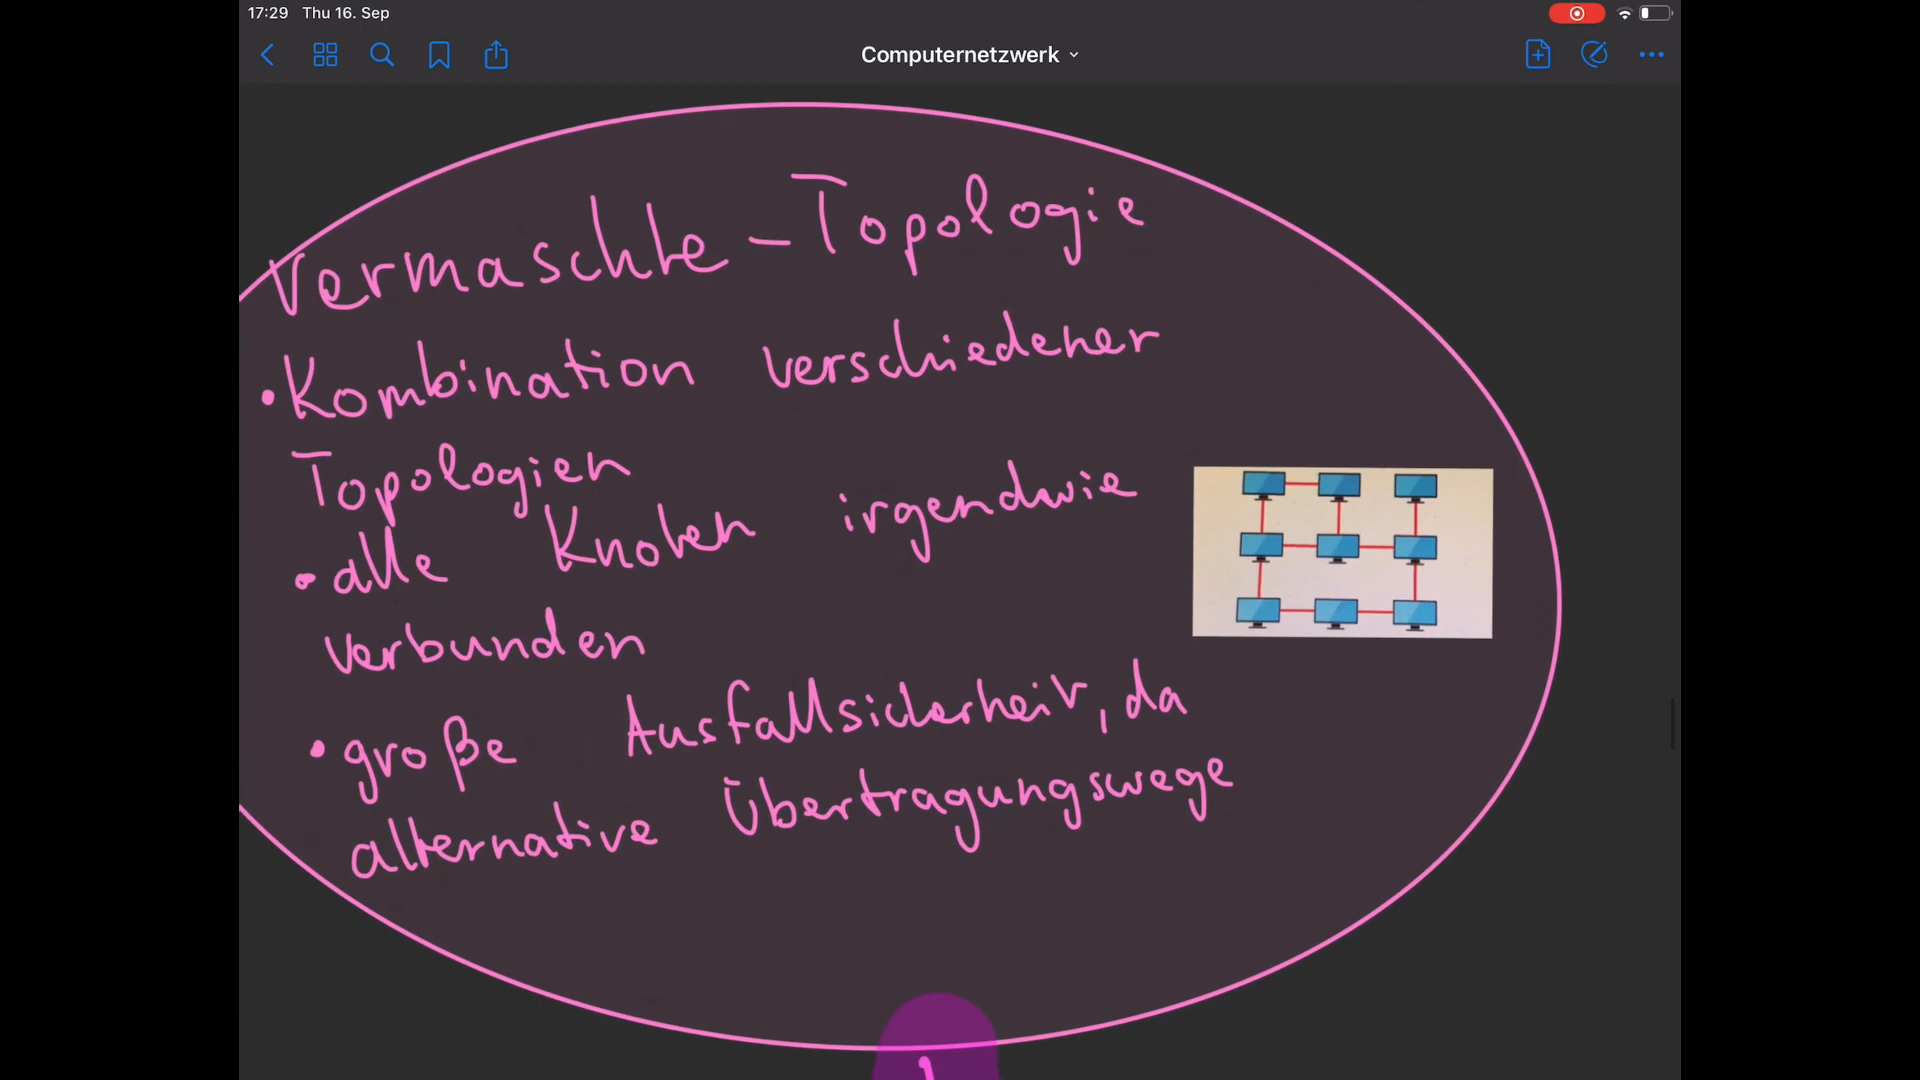 17:29 Thu 16. Sep
Computernetzwerk
Vermaschte-Topologie
•Kombination verschiedener
Topologien
•alle Knoten irgendwie
verbunden
•große Ausfallsicherheit, da
alternative Übertragungswege